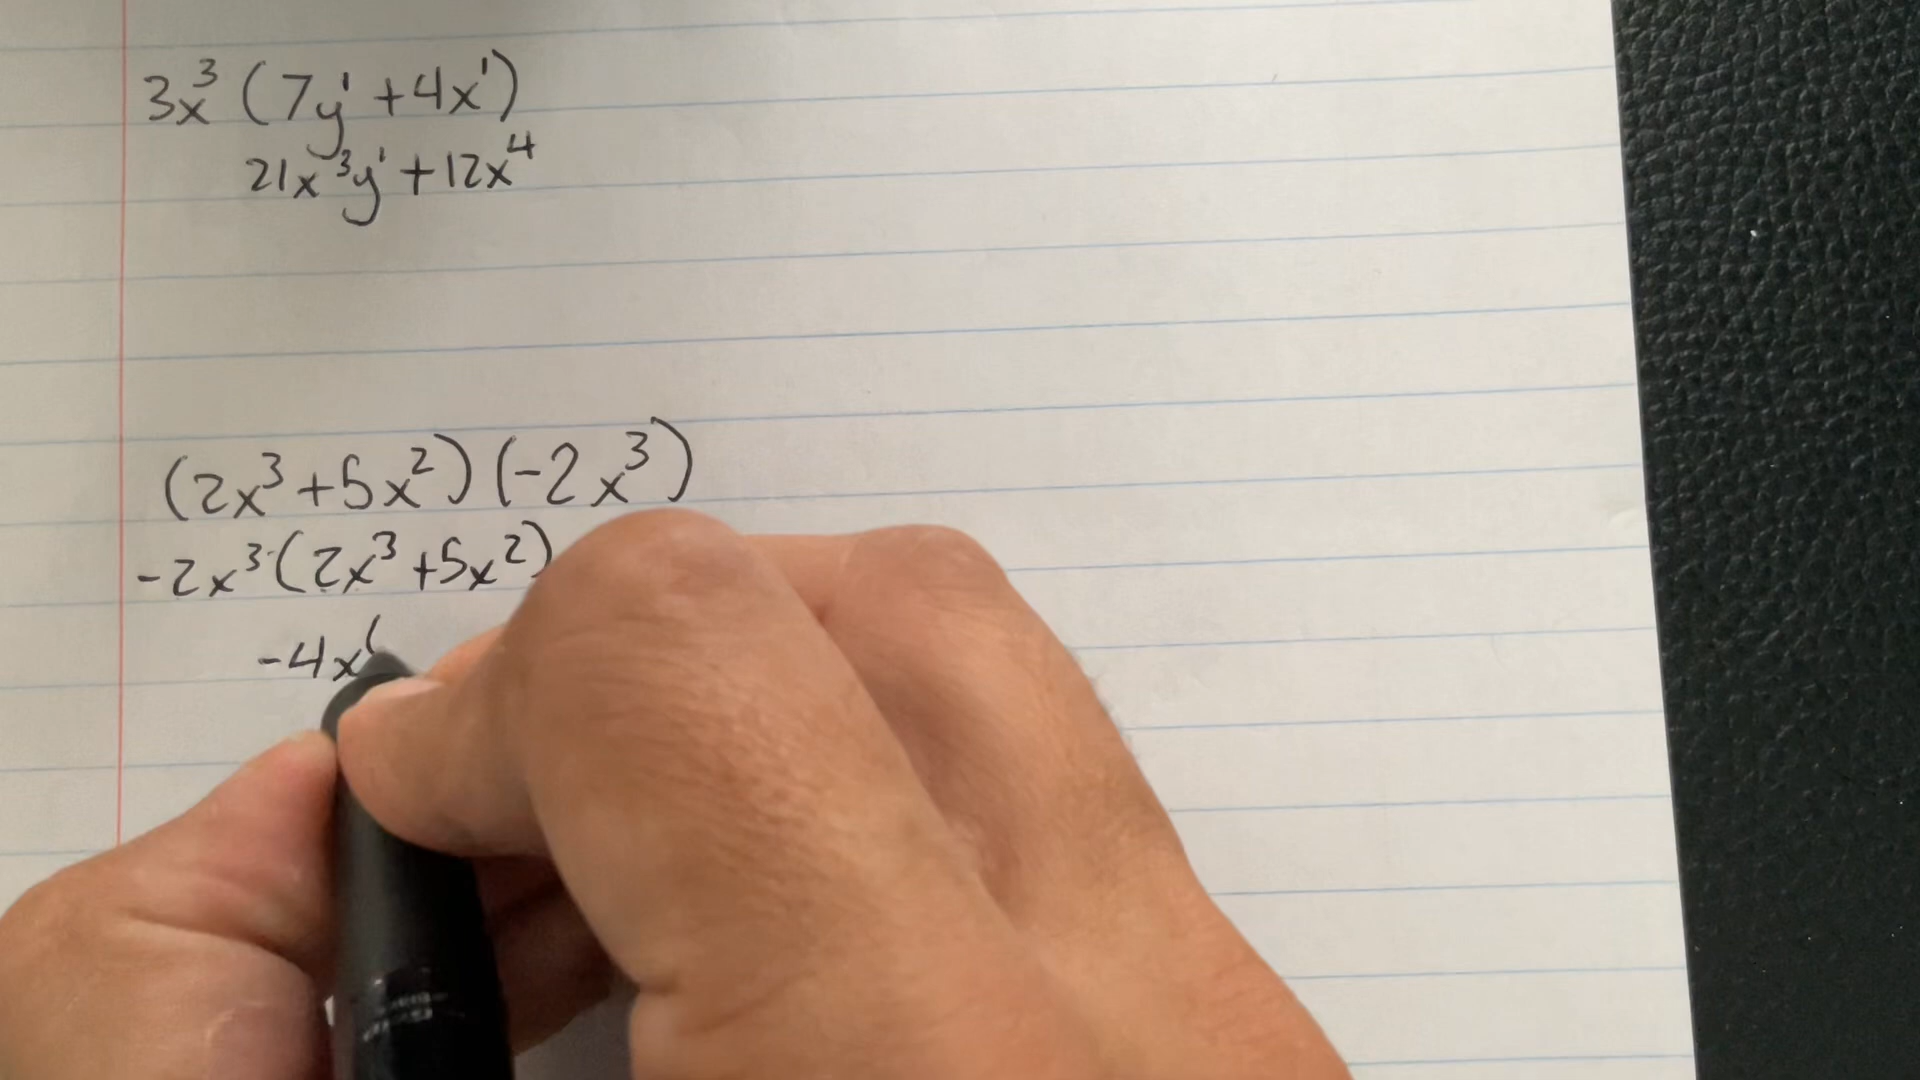 3x³ (7y¹ + 4x¹)
21x³y¹ + 12x⁴
(2x³ + 5x²) (-2x³)
-2x³ (2x³ + 5x²)
-4x